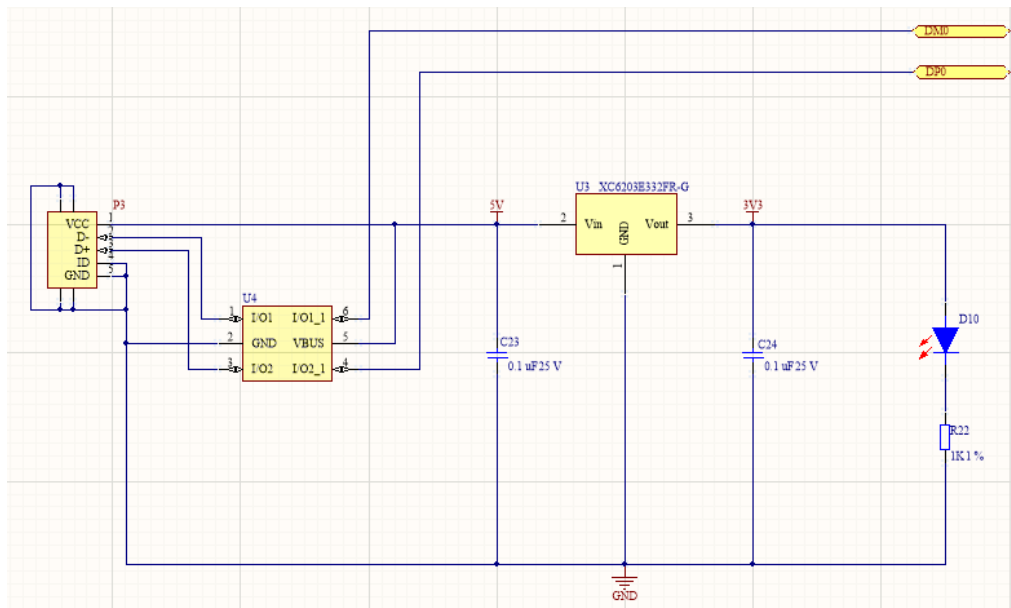 DM0
DP0
P3
VCC 1
D- 2
D+ 3
ID 4
GND 5
5V
U3 XC6203E332FR-G
2 Vin GND Vout 3
1
3V3
U4
1 I/O1 I/O1_1 6
2 GND VBUS 5
3 I/O2 I/O2_1 4
C23
0.1 uF25 V
C24
0.1 uF25 V
D10
R22
1K1%
GND